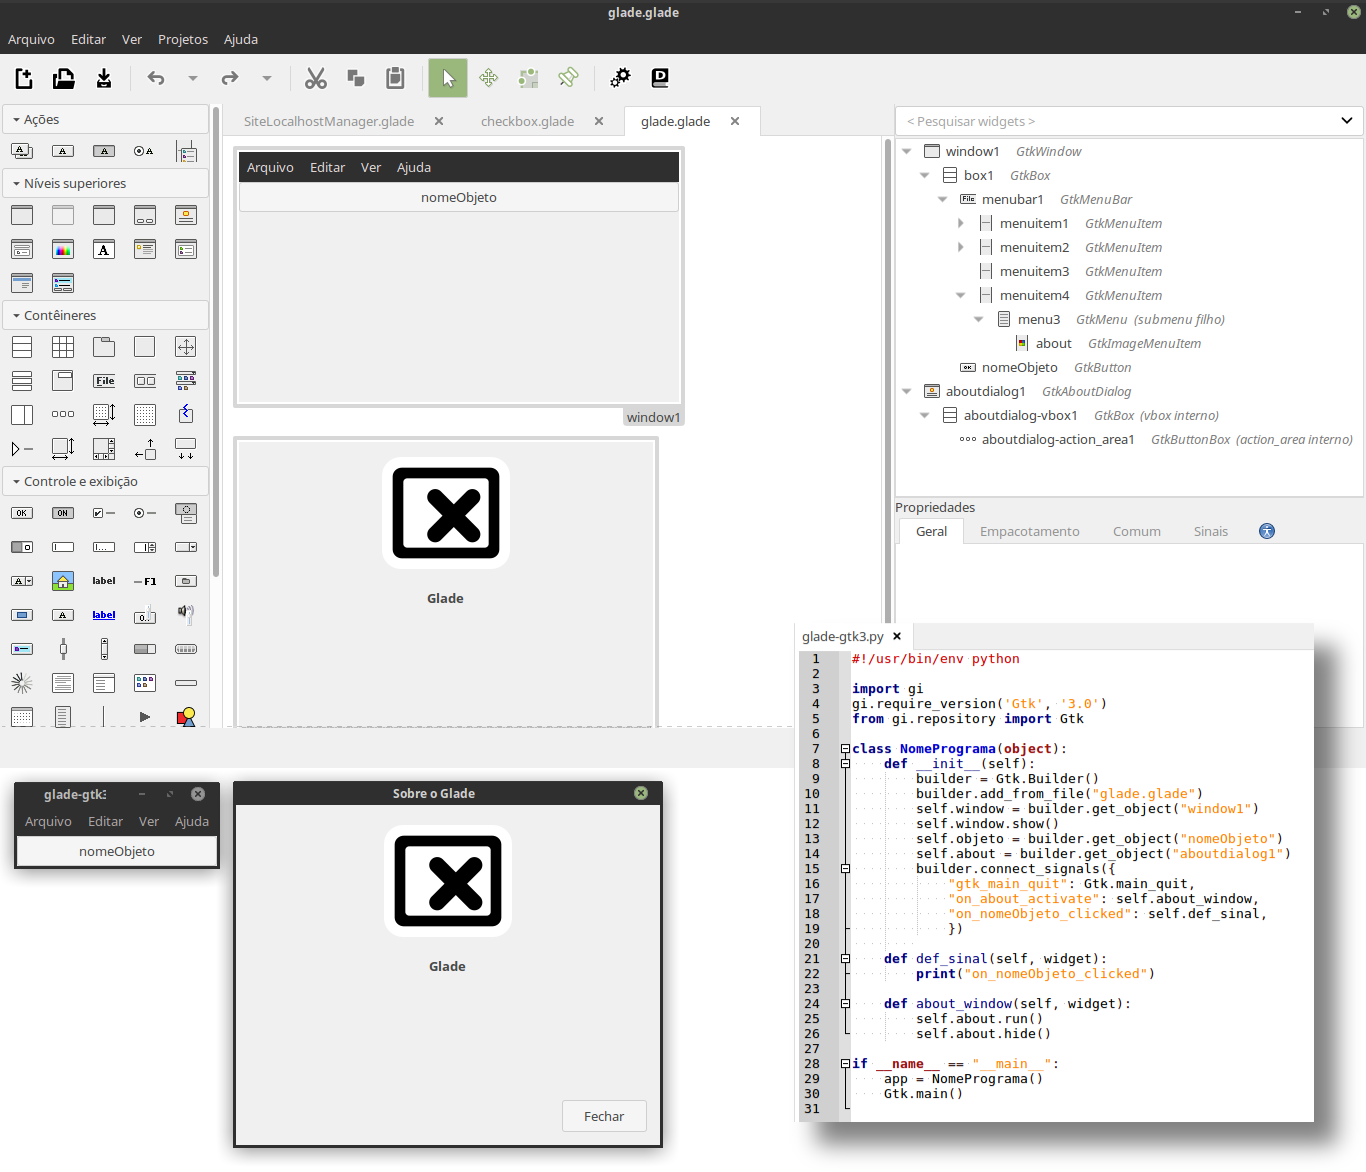 glade.glade
Arquivo Editar Ver Projetos Ajuda
Ações
Níveis superiores
Contêineres
File
Controle e exibição
OK ON
label F1
label
SiteLocalhostManager.glade checkbox.glade glade.glade
Arquivo Editar Ver Ajuda
nomeObjeto
window1
Glade
< Pesquisar widgets >
window1 GtkWindow
box1 GtkBox
File menubar1 GtkMenuBar
menuitem1 GtkMenuItem
menuitem2 GtkMenuItem
menuitem3 GtkMenuItem
menuitem4 GtkMenuItem
menu3 GtkMenu (submenu filho)
about GtkImageMenuItem
OK nomeObjeto GtkButton
aboutdialog1 GtkAboutDialog
aboutdialog-vbox1 GtkBox (vbox interno)
aboutdialog-action_area1 GtkButtonBox (action_area interno)
Propriedades
Geral Empacotamento Comum Sinais
glade-gtk3
Arquivo Editar Ver Ajuda
nomeObjeto
Sobre o Glade
Glade
Fechar
glade-gtk3.py
1 #!/usr/bin/env python
2
3 import gi
4 gi.require_version('Gtk', '3.0')
5 from gi.repository import Gtk
6
7 class NomePrograma(object):
8     def __init__(self):
9         builder = Gtk.Builder()
10         builder.add_from_file("glade.glade")
11         self.window = builder.get_object("window1")
12         self.window.show()
13         self.objeto = builder.get_object("nomeObjeto")
14         self.about = builder.get_object("aboutdialog1")
15         builder.connect_signals({
16             "gtk_main_quit": Gtk.main_quit,
17             "on_about_activate": self.about_window,
18             "on_nomeObjeto_clicked": self.def_sinal,
19             })
20
21     def def_sinal(self, widget):
22         print("on_nomeObjeto_clicked")
23
24     def about_window(self, widget):
25         self.about.run()
26         self.about.hide()
27
28 if __name__ == "__main__":
29     app = NomePrograma()
30     Gtk.main()
31